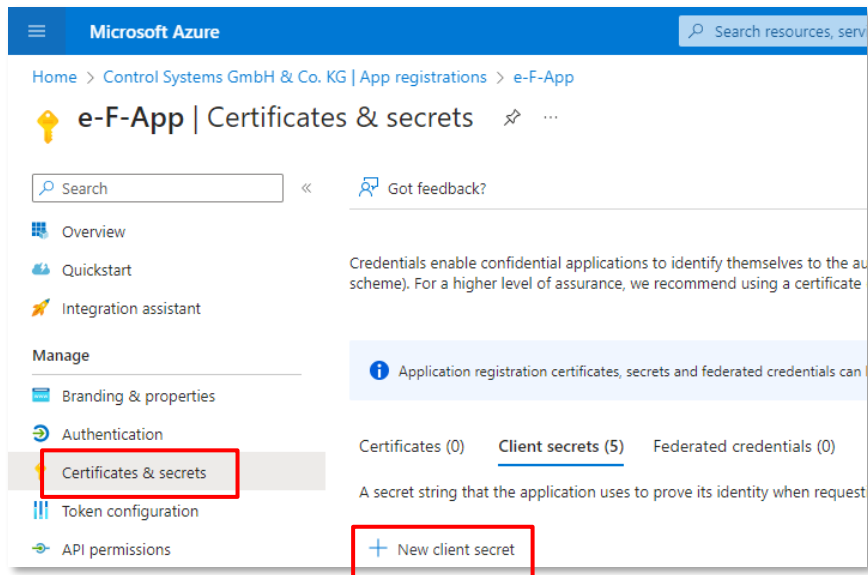 Microsoft Azure
Search resources, serv
Home > Control Systems GmbH & Co. KG | App registrations > e-F-App
e-F-App | Certificates & secrets
Search
Got feedback?
Overview
Quickstart
Integration assistant
Manage
Branding & properties
Authentication
Certificates & secrets
Token configuration
API permissions
Credentials enable confidential applications to identify themselves to the au
scheme). For a higher level of assurance, we recommend using a certificate
Application registration certificates, secrets and federated credentials can
Certificates (0) Client secrets (5) Federated credentials (0)
A secret string that the application uses to prove its identity when request
New client secret